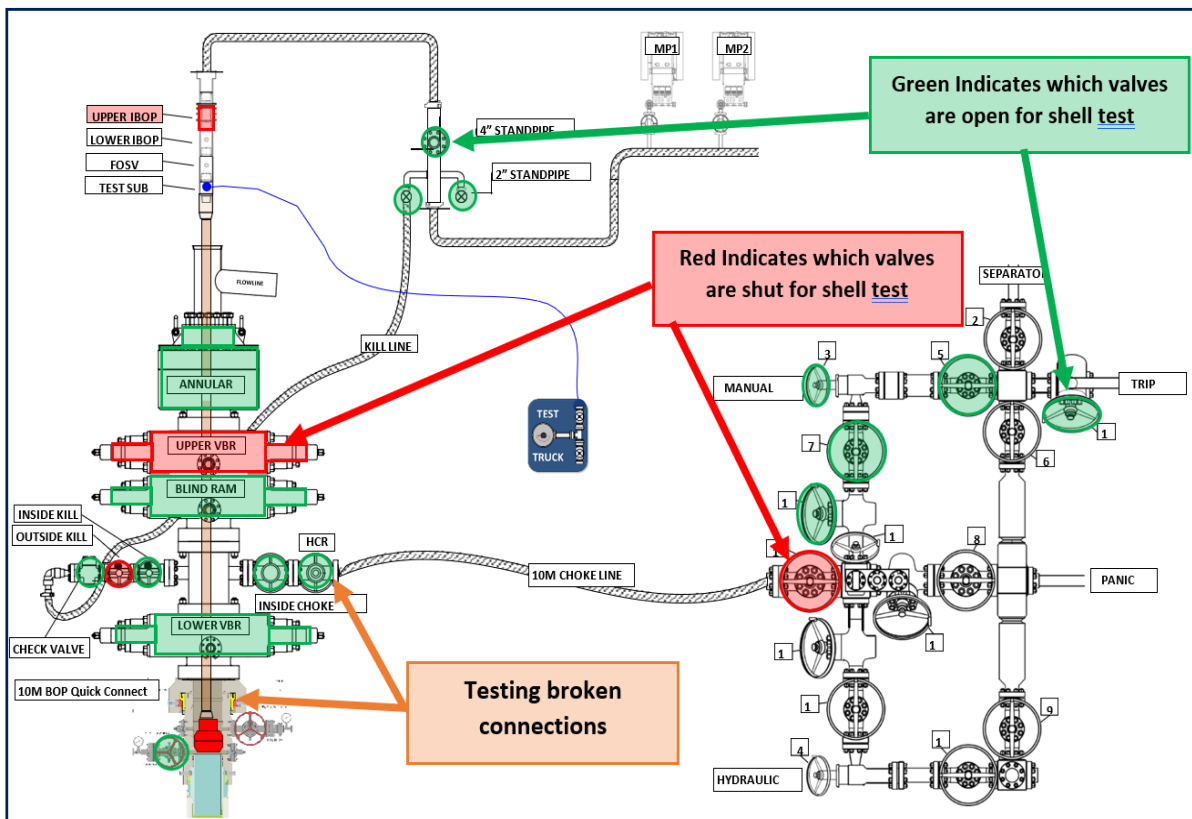 MP1
MP2
Green Indicates which valves
are open for shell test
UPPER IBOP
LOWER IBOP
FOSV
TEST SUB
4” STANDPIPE
2” STANDPIPE
FLOWLINE
Red Indicates which valves
are shut for shell test
SEPARATO
2
KILL LINE
3
5
MANUAL
TRIP
1
ANNULAR
TEST
TRUCK
UPPER VBR
7
6
BLIND RAM
INSIDE KILL
OUTSIDE KILL
HCR
1
1
8
10M CHOKE LINE
PANIC
INSIDE CHOKE
LOWER VBR
CHECK VALVE
1
1
10M BOP Quick Connect
Testing broken
connections
1
9
4
1
HYDRAULIC